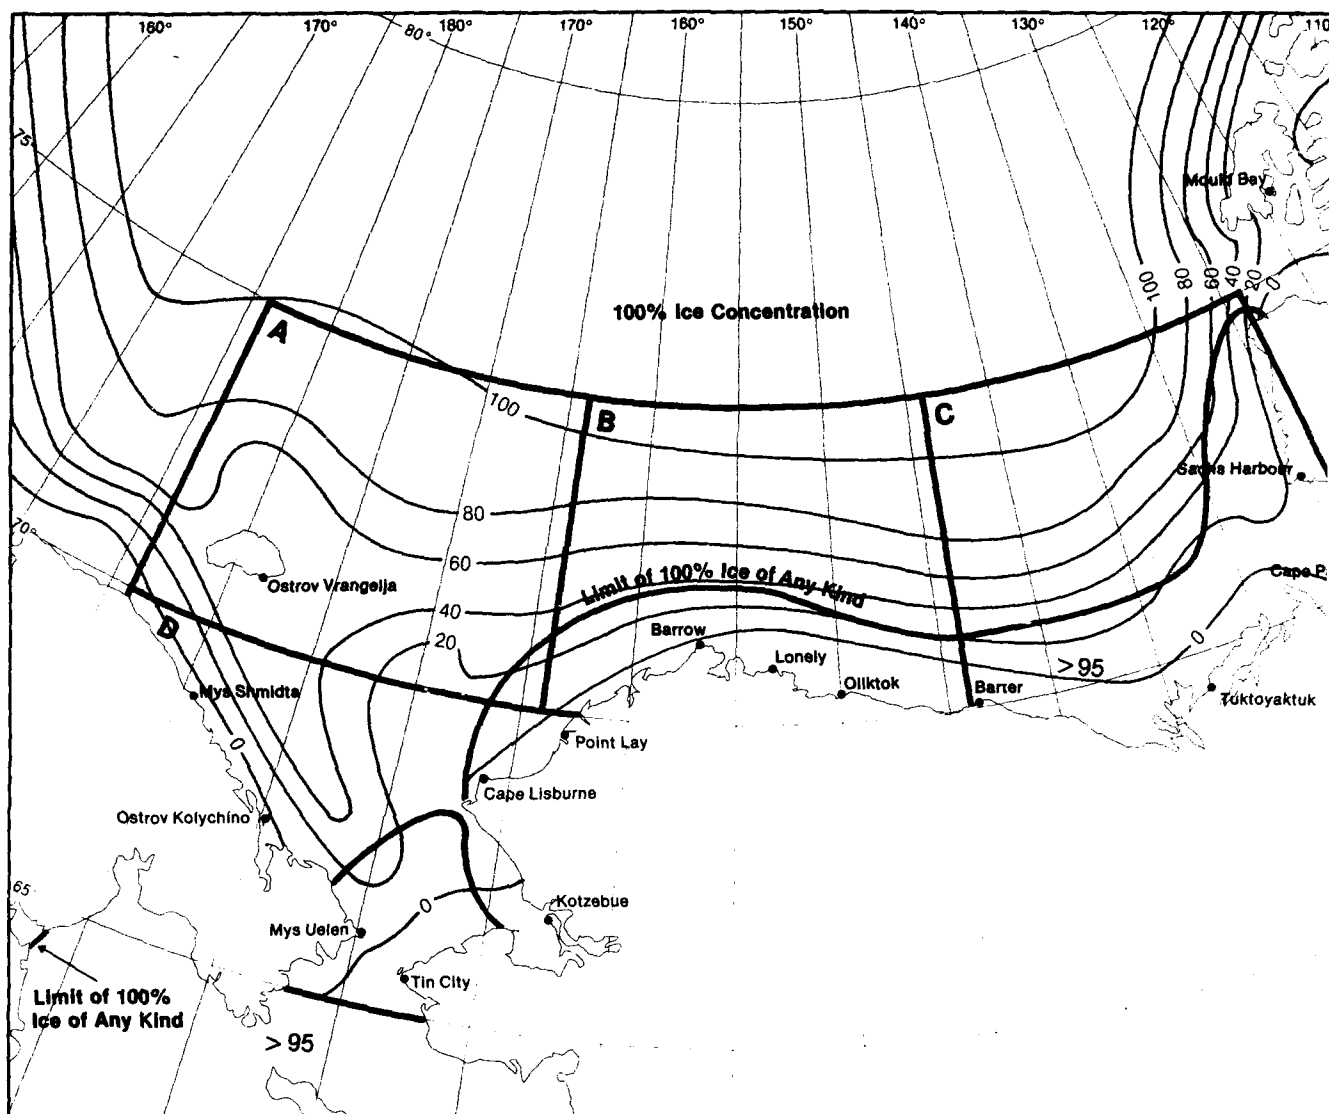 160°
170°
80°
180°
170°
160°
150°
140°
130°
120°
110
75°
Mould Bay
100
80
60
40
20
0
100% Ice Concentration
A
100
B
C
Sachs Harbour
80
70°
60
Limit of 100% Ice of Any Kind
Cape P
Ostrov Vrangelja
40
D
20
Barrow
0
Lonely
>95
Mys Shmidta
Oliktok
Barter
Tuktoyaktuk
0
Point Lay
Cape Lisburne
Ostrov Kolychino
65
0
Kotzebue
Mys Uelen
Tin City
Limit of 100%
Ice of Any Kind
>95